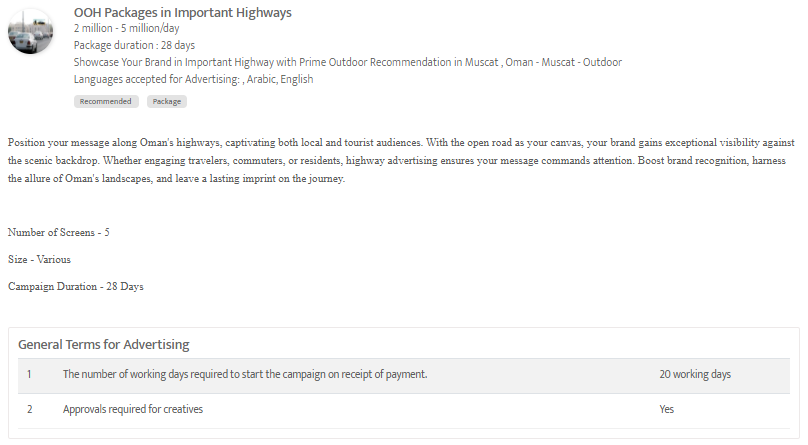 OOH Packages in Important Highways
2 million - 5 million/day
Package duration : 28 days
Showcase Your Brand in Important Highway with Prime Outdoor Recommendation in Muscat , Oman - Muscat - Outdoor
Languages accepted for Advertising: , Arabic, English
Recommended Package
Position your message along Oman's highways, captivating both local and tourist audiences. With the open road as your canvas, your brand gains exceptional visibility against
the scenic backdrop. Whether engaging travelers, commuters, or residents, highway advertising ensures your message commands attention. Boost brand recognition, harness
the allure of Oman's landscapes, and leave a lasting imprint on the journey.
Number of Screens - 5
Size - Various
Campaign Duration - 28 Days
General Terms for Advertising
1 The number of working days required to start the campaign on receipt of payment. 20 working days
2 Approvals required for creatives Yes